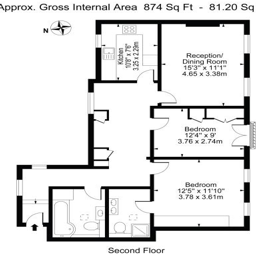 Approx. Gross Internal Area 874 Sq Ft - 81.20 Sq
N
Kitchen
10'8" x 7'6"
3.25 x 2.29m
Reception/
Dining Room
15'3" x 11'1"
4.65 x 3.38m
Bedroom
12'4" x 9'
3.76 x 2.74m
Bedroom
12'5" x 11'10"
3.78 x 3.61m
Second Floor